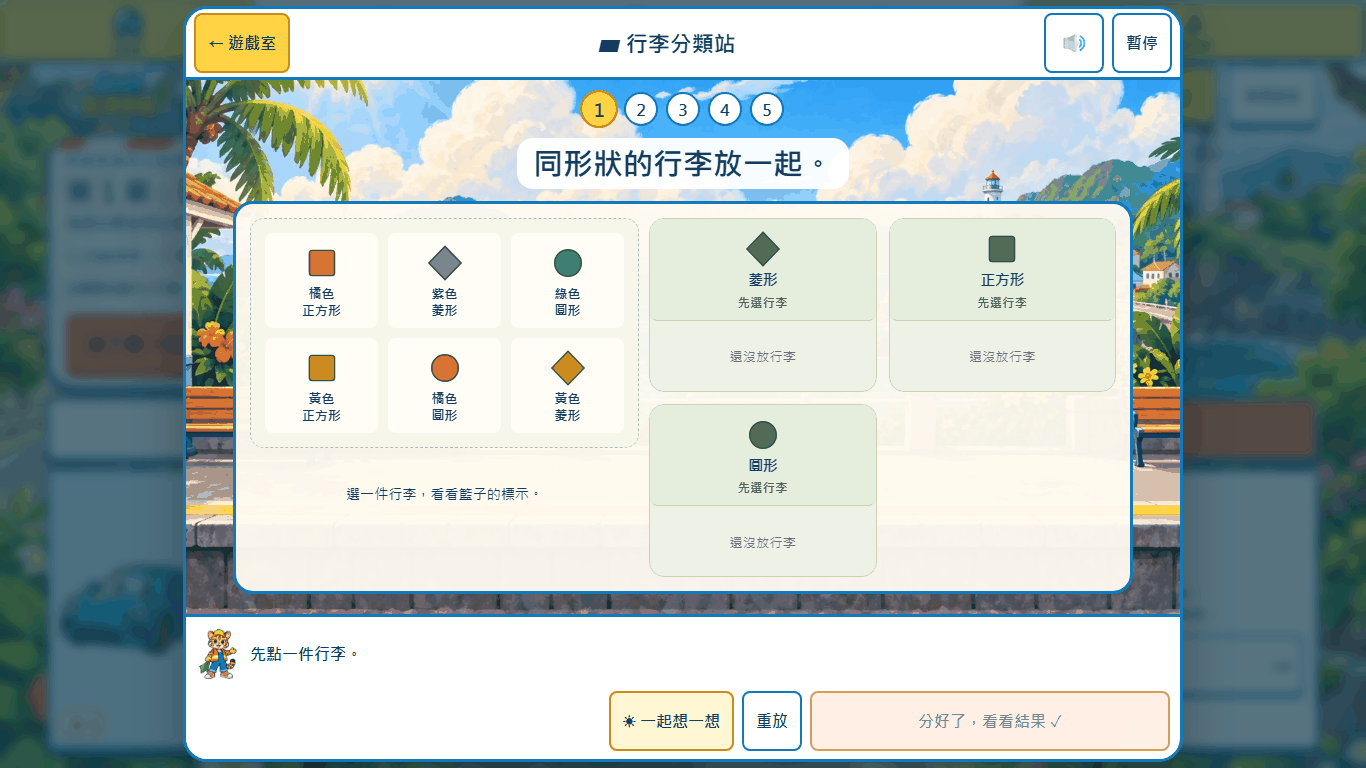 ← 遊戲室
行李分類站
暫停
1 2 3 4 5
同形狀的行李放一起。
橘色
正方形
紫色
菱形
綠色
圓形
黃色
正方形
橘色
圓形
黃色
菱形
選一件行李，看看籃子的標示。
菱形
先選行李
還沒放行李
正方形
先選行李
還沒放行李
圓形
先選行李
還沒放行李
先點一件行李。
☀ 一起想一想
重放
分好了，看看結果 ✓